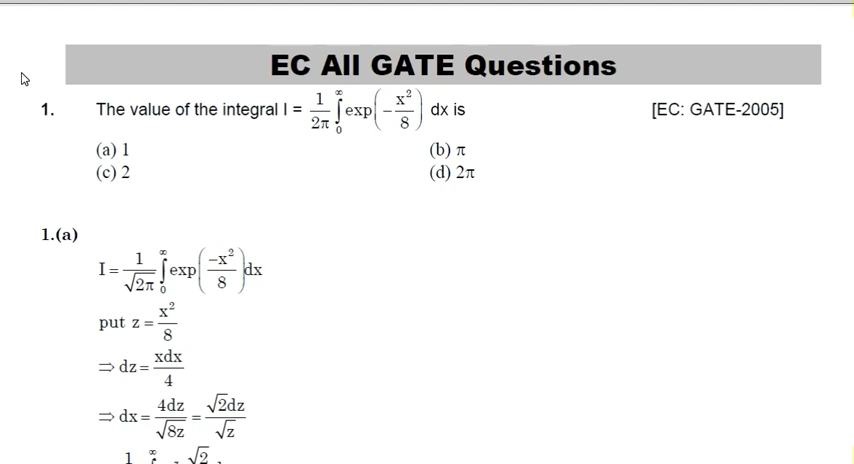 EC All GATE Questions
1. The value of the integral I = 1/2π ∫₀^∞ exp(−x²/8) dx is [EC: GATE-2005]
(a) 1 (b) π
(c) 2 (d) 2π
1.(a)
I = 1/√2π ∫₀^∞ exp(−x²/8) dx
put z = x²/8
⇒ dz = xdx/4
⇒ dx = 4dz/√8z = √2dz/√z